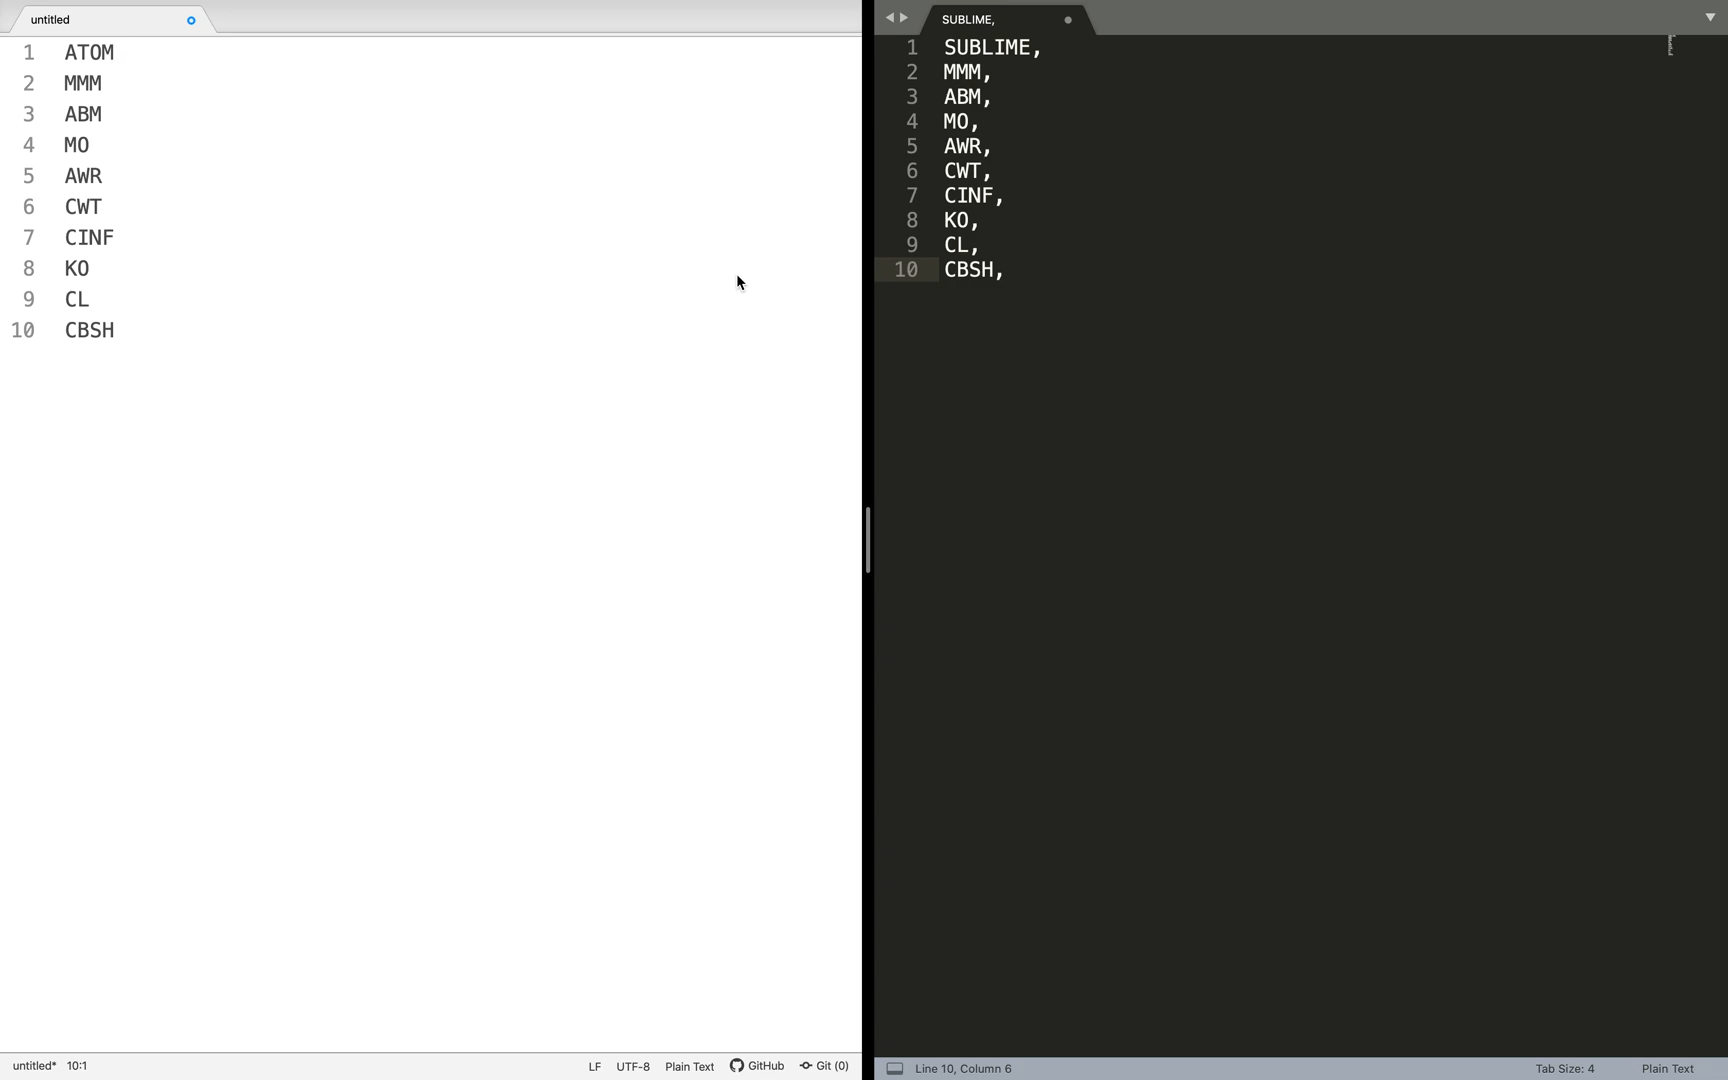 untitled
1 ATOM
2 MMM
3 ABM
4 MO
5 AWR
6 CWT
7 CINF
8 KO
9 CL
10 CBSH
untitled* 10:1 LF UTF-8 Plain Text GitHub Git (0)
SUBLIME,
1 SUBLIME,
2 MMM,
3 ABM,
4 MO,
5 AWR,
6 CWT,
7 CINF,
8 KO,
9 CL,
10 CBSH,
Line 10, Column 6 Tab Size: 4 Plain Text